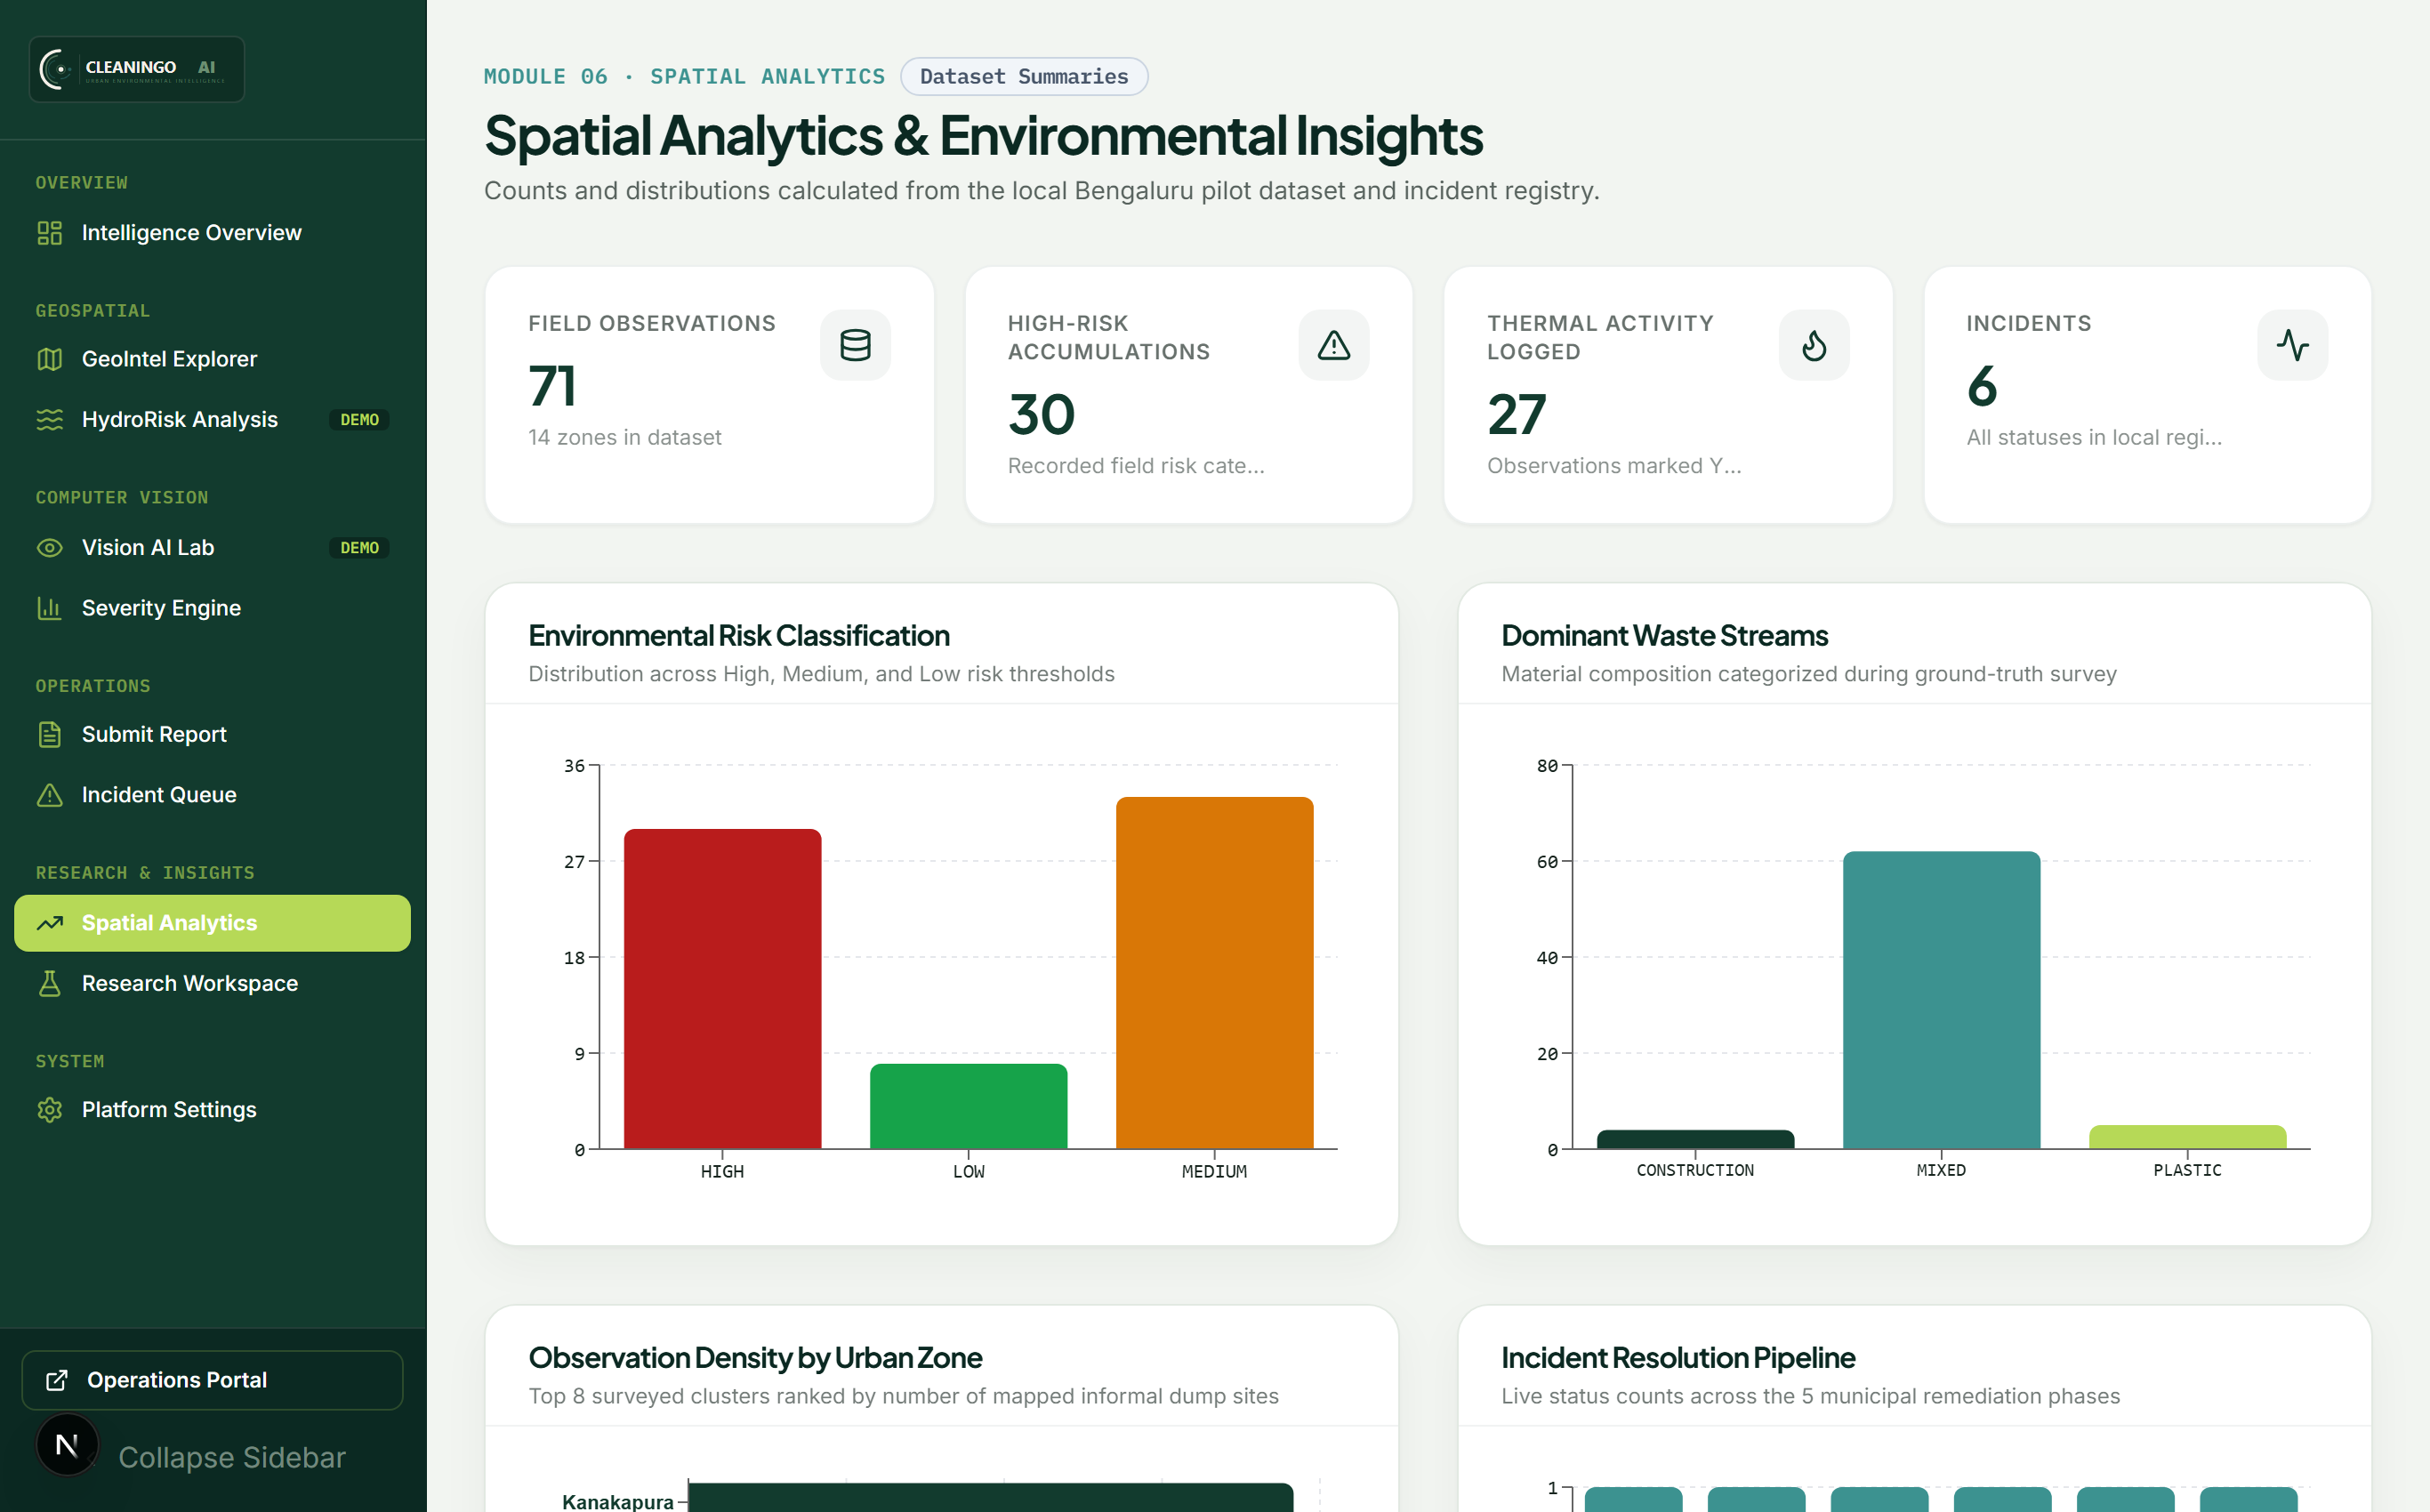 CLEANINGO AI
URBAN ENVIRONMENTAL INTELLIGENCE
OVERVIEW
Intelligence Overview
GEOSPATIAL
GeoIntel Explorer
HydroRisk Analysis DEMO
COMPUTER VISION
Vision AI Lab DEMO
Severity Engine
OPERATIONS
Submit Report
Incident Queue
RESEARCH & INSIGHTS
Spatial Analytics
Research Workspace
SYSTEM
Platform Settings
Operations Portal
N
Collapse Sidebar
MODULE 06 · SPATIAL ANALYTICS Dataset Summaries
Spatial Analytics & Environmental Insights
Counts and distributions calculated from the local Bengaluru pilot dataset and incident registry.
FIELD OBSERVATIONS
71
14 zones in dataset
HIGH-RISK
ACCUMULATIONS
30
Recorded field risk cate...
THERMAL ACTIVITY
LOGGED
27
Observations marked Y...
INCIDENTS
6
All statuses in local regi...
Environmental Risk Classification
Distribution across High, Medium, and Low risk thresholds
36
27
18
9
0
HIGH LOW MEDIUM
Dominant Waste Streams
Material composition categorized during ground-truth survey
80
60
40
20
0
CONSTRUCTION MIXED PLASTIC
Observation Density by Urban Zone
Top 8 surveyed clusters ranked by number of mapped informal dump sites
Kanakapura
Incident Resolution Pipeline
Live status counts across the 5 municipal remediation phases
1